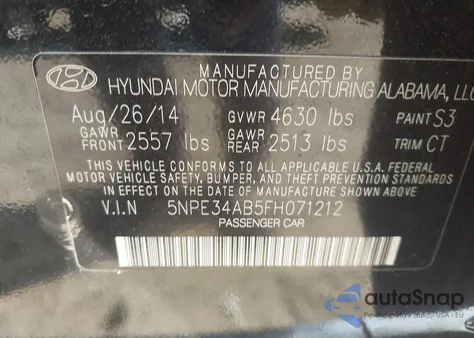 MANUFACTURED BY
HYUNDAI MOTOR MANUFACTURING ALABAMA, LLC
Aug/26/14 GVWR 4630 lbs PAINT S3
GAWR FRONT 2557 lbs GAWR REAR 2513 lbs TRIM CT
THIS VEHICLE CONFORMS TO ALL APPLICABLE U.S.A. FEDERAL
MOTOR VEHICLE SAFETY, BUMPER, AND THEFT PREVENTION STANDARDS
IN EFFECT ON THE DATE OF MANUFACTURE SHOWN ABOVE
V.I.N 5NPE34AB5FH071212
PASSENGER CAR
autoSnap